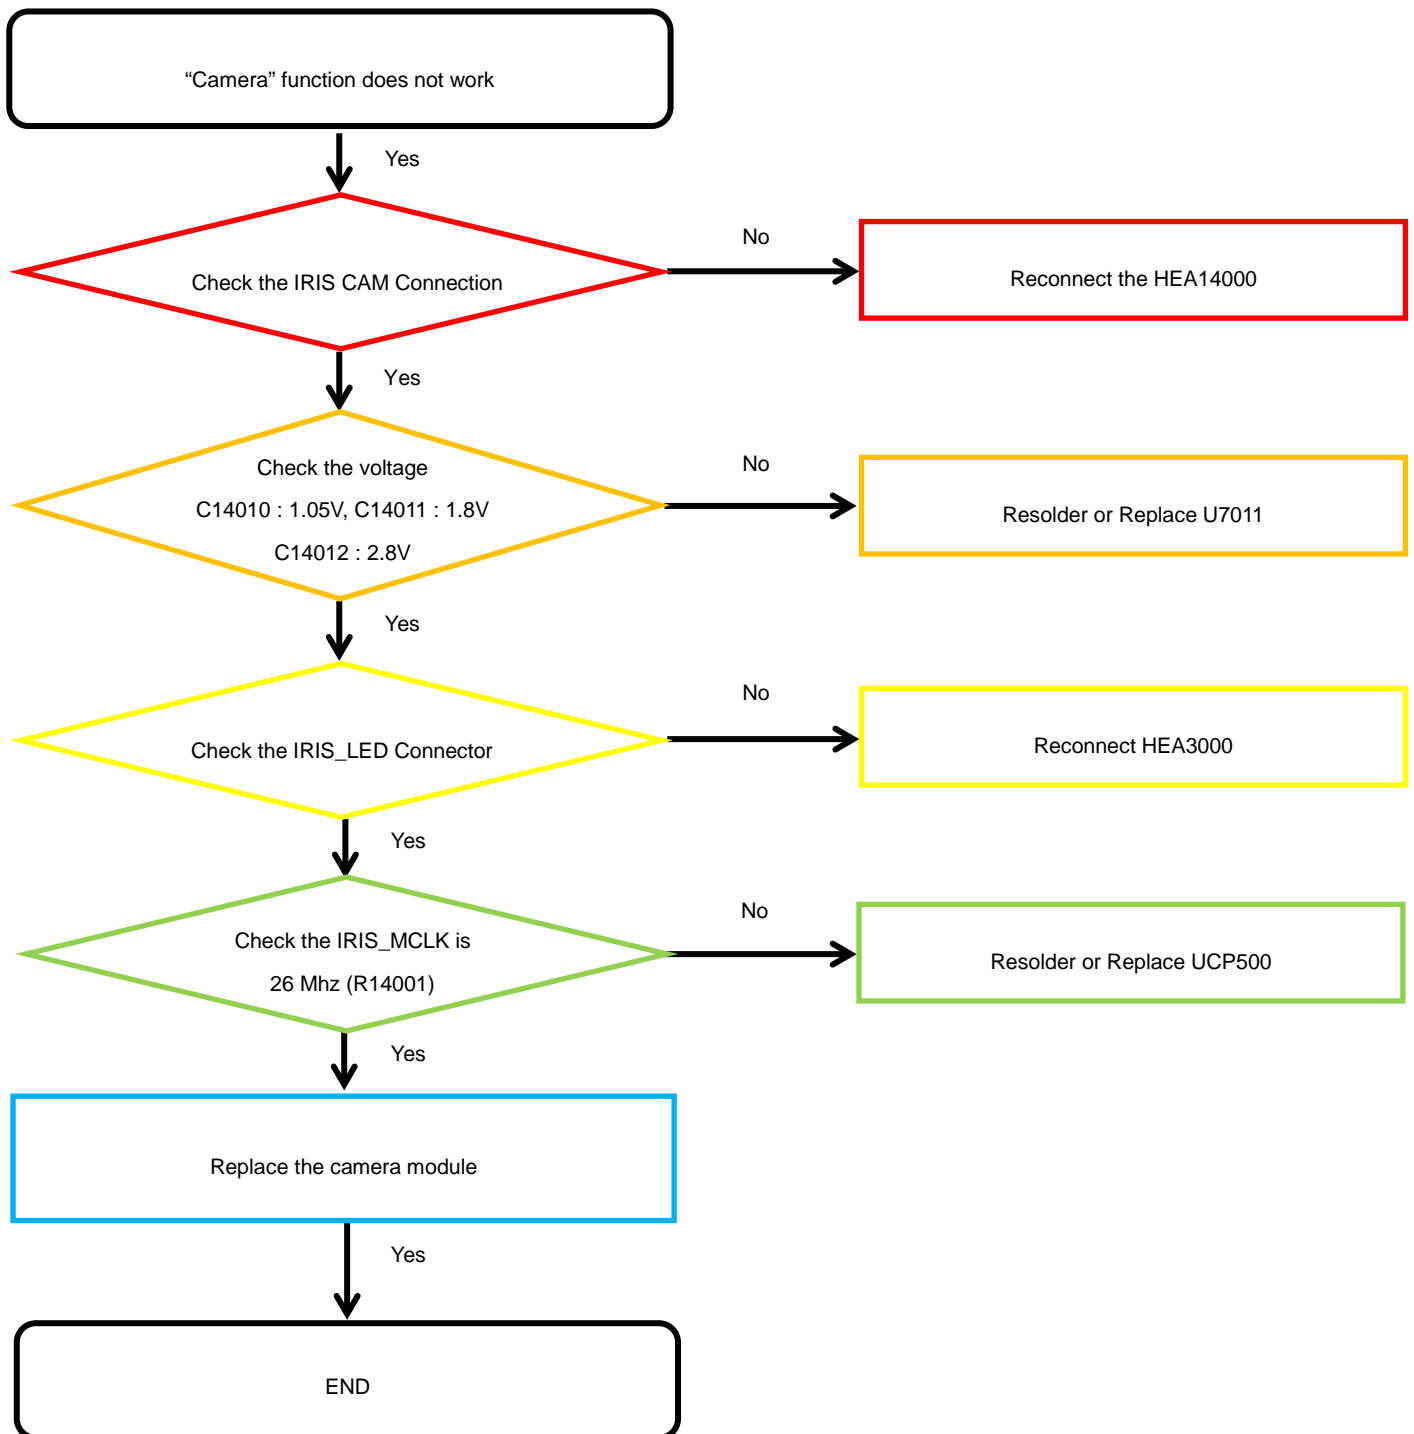 “Camera” function does not work
Yes
Check the IRIS CAM Connection
No
Reconnect the HEA14000
Yes
Check the voltage
C14010 : 1.05V, C14011 : 1.8V
C14012 : 2.8V
No
Resolder or Replace U7011
Yes
Check the IRIS_LED Connector
No
Reconnect HEA3000
Yes
Check the IRIS_MCLK is
26 Mhz (R14001)
No
Resolder or Replace UCP500
Yes
Replace the camera module
Yes
END